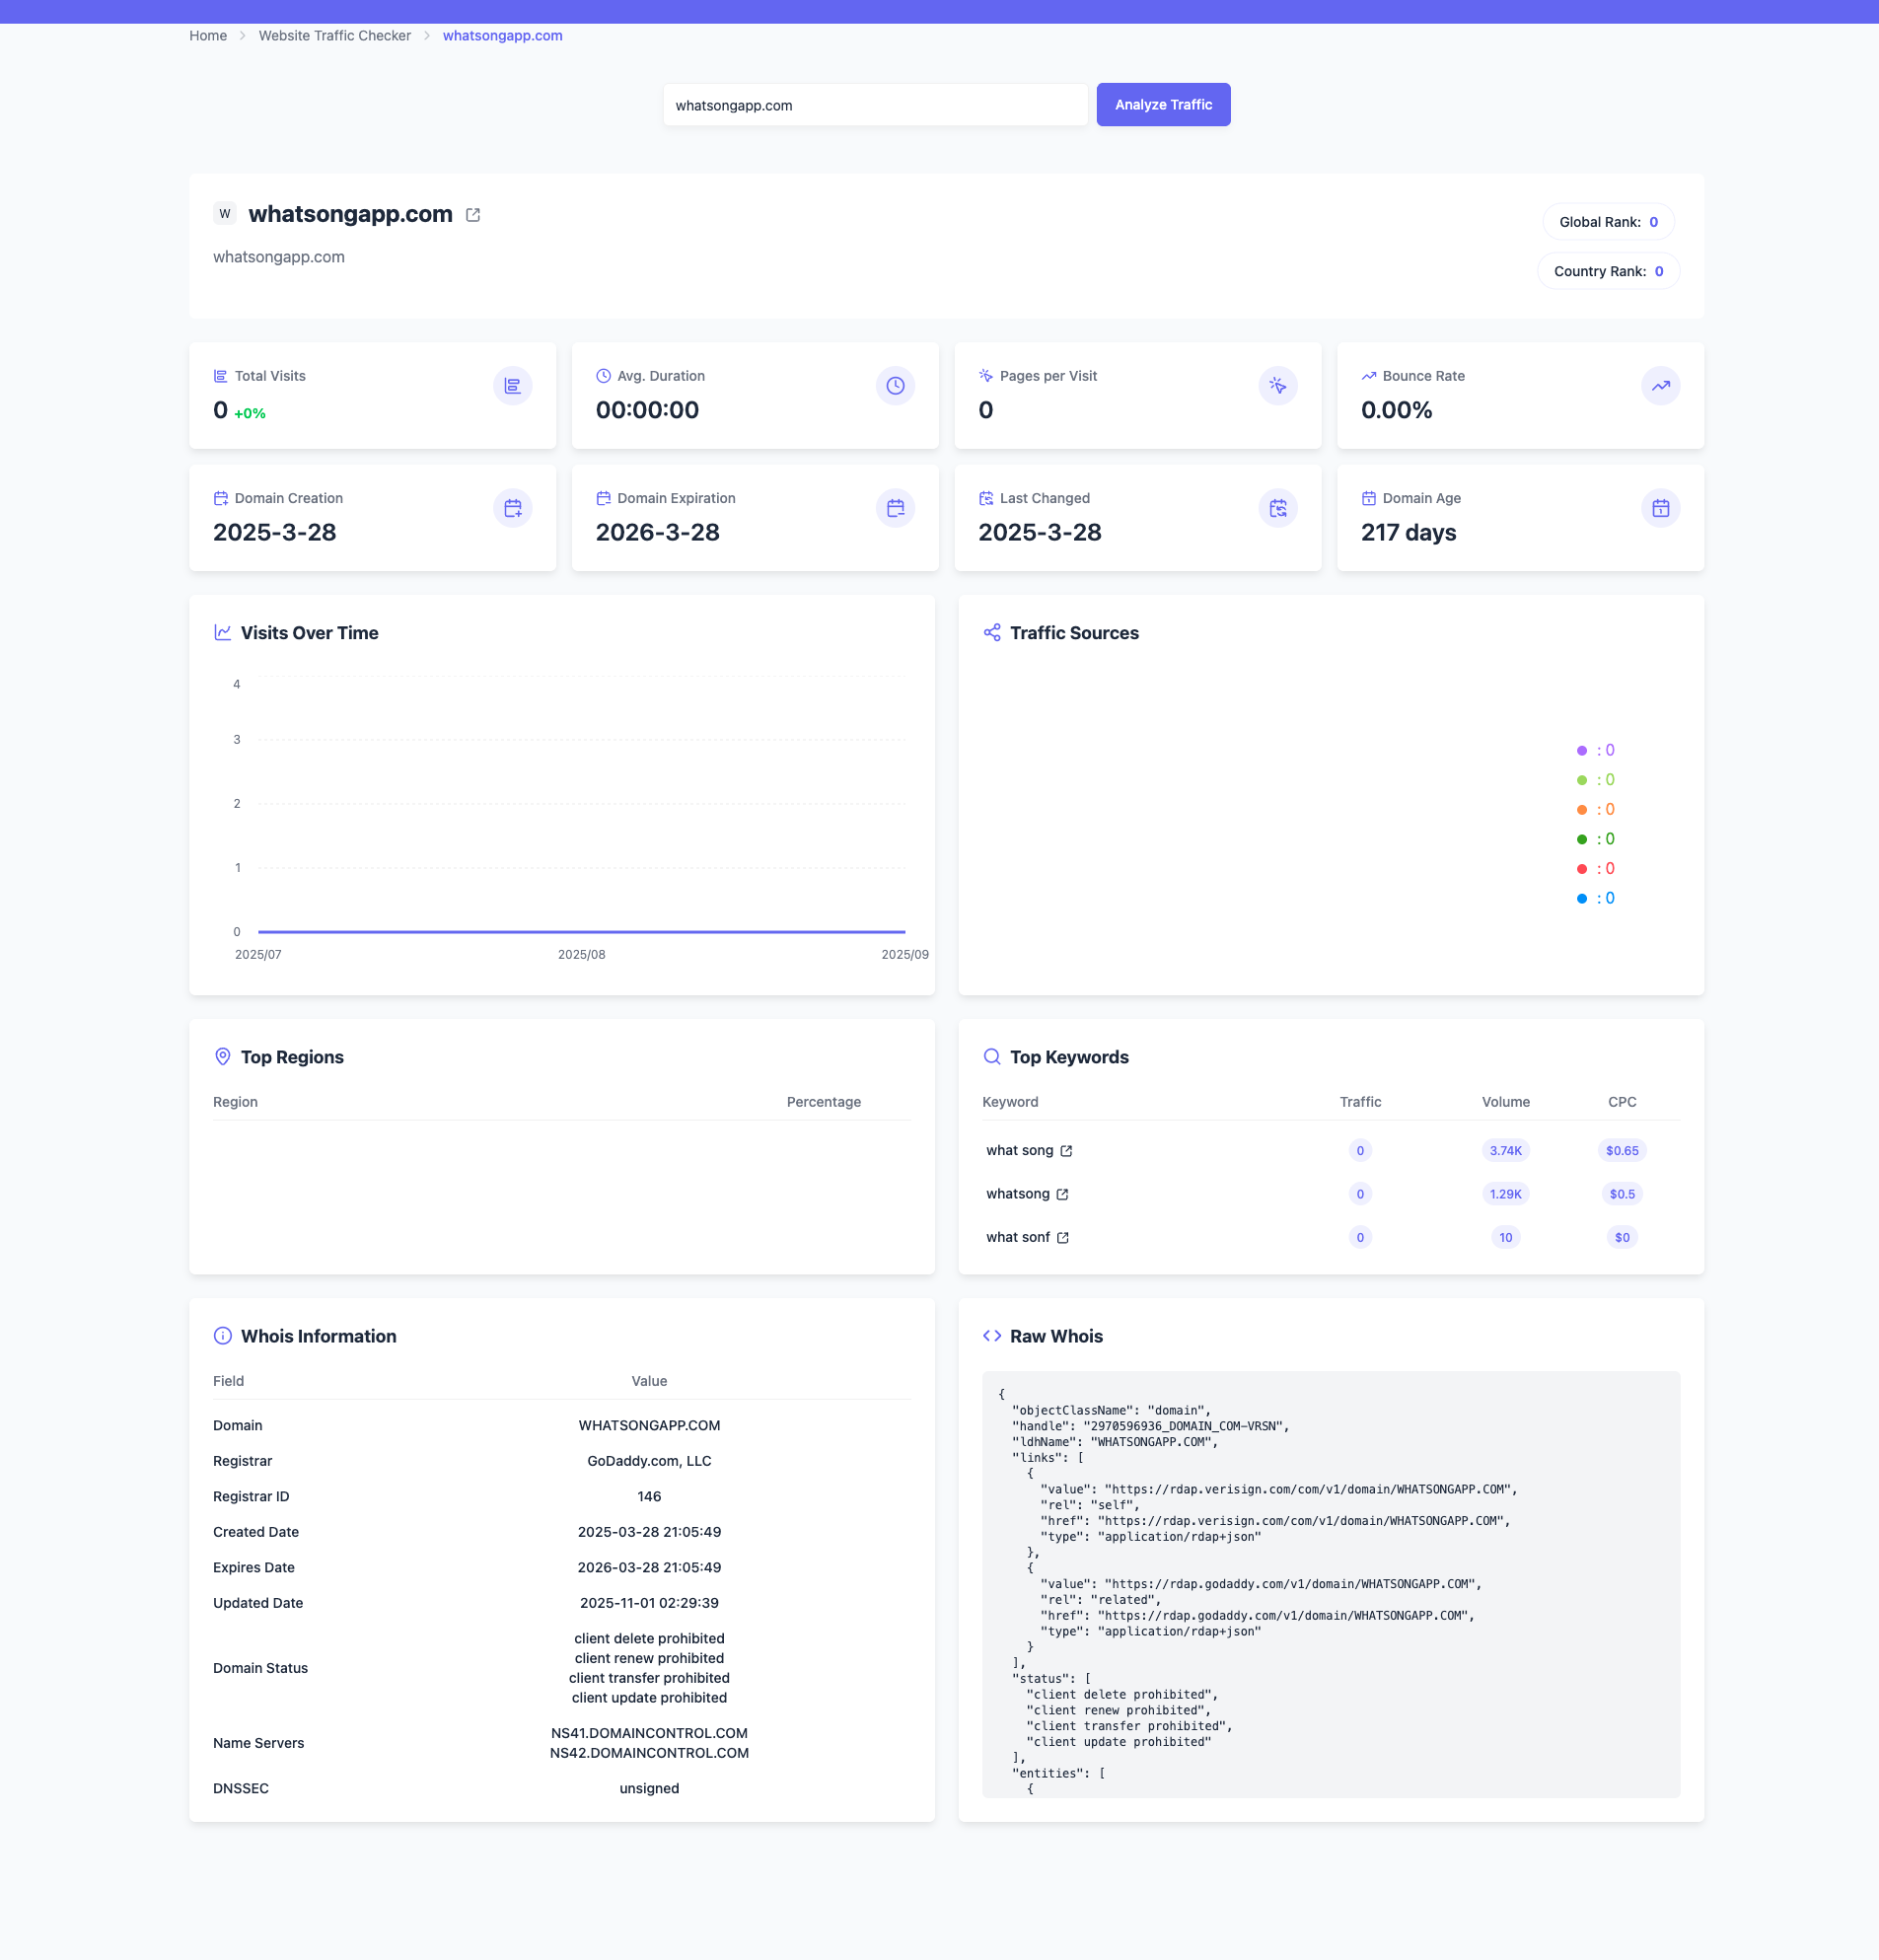 Home > Website Traffic Checker > whatsongapp.com
whatsongapp.com
Analyze Traffic
W whatsongapp.com
whatsongapp.com
Global Rank: 0
Country Rank: 0
Total Visits
0 +0%
Avg. Duration
00:00:00
Pages per Visit
0
Bounce Rate
0.00%
Domain Creation
2025-3-28
Domain Expiration
2026-3-28
Last Changed
2025-3-28
Domain Age
217 days
Visits Over Time
4
3
2
1
0
2025/07 2025/08 2025/09
Traffic Sources
: 0
: 0
: 0
: 0
: 0
: 0
Top Regions
Region Percentage
Top Keywords
Keyword Traffic Volume CPC
what song 0 3.74K $0.65
whatsong 0 1.29K $0.5
what sonf 0 10 $0
Whois Information
Field Value
Domain WHATSONGAPP.COM
Registrar GoDaddy.com, LLC
Registrar ID 146
Created Date 2025-03-28 21:05:49
Expires Date 2026-03-28 21:05:49
Updated Date 2025-11-01 02:29:39
Domain Status
client delete prohibited
client renew prohibited
client transfer prohibited
client update prohibited
Name Servers
NS41.DOMAINCONTROL.COM
NS42.DOMAINCONTROL.COM
DNSSEC unsigned
Raw Whois
{
  "objectClassName": "domain",
  "handle": "2970596936_DOMAIN_COM-VRSN",
  "ldhName": "WHATSONGAPP.COM",
  "links": [
    {
      "value": "https://rdap.verisign.com/com/v1/domain/WHATSONGAPP.COM",
      "rel": "self",
      "href": "https://rdap.verisign.com/com/v1/domain/WHATSONGAPP.COM",
      "type": "application/rdap+json"
    },
    {
      "value": "https://rdap.godaddy.com/v1/domain/WHATSONGAPP.COM",
      "rel": "related",
      "href": "https://rdap.godaddy.com/v1/domain/WHATSONGAPP.COM",
      "type": "application/rdap+json"
    }
  ],
  "status": [
    "client delete prohibited",
    "client renew prohibited",
    "client transfer prohibited",
    "client update prohibited"
  ],
  "entities": [
    {